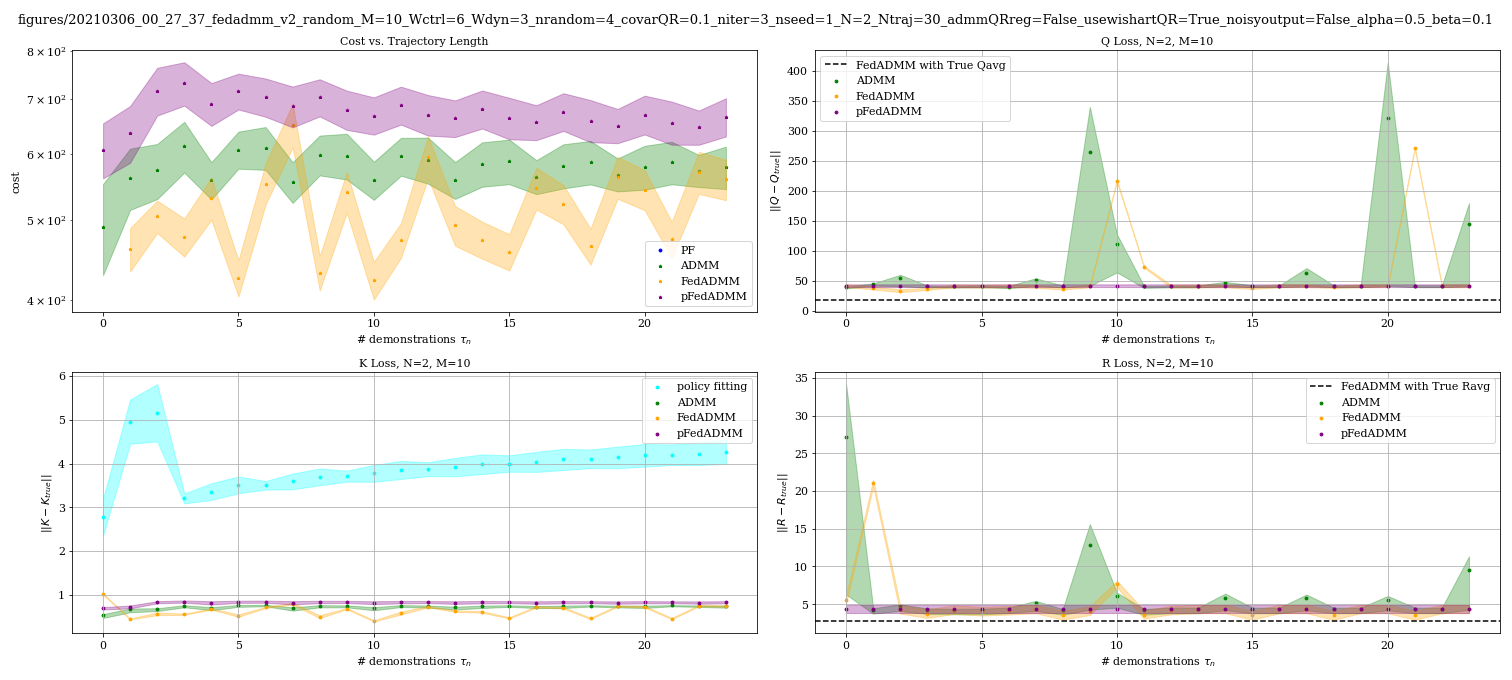 figures/20210306_00_27_37_fedadmm_v2_random_M=10_Wctrl=6_Wdyn=3_nrandom=4_covarQR=0.1_niter=3_nseed=1_N=2_Ntraj=30_admmQRreg=False_usewishartQR=True_noisyoutput=False_alpha=0.5_beta=0.1
Cost vs. Trajectory Length
8 × 10²
7 × 10²
6 × 10²
5 × 10²
4 × 10²
cost
PF
ADMM
FedADMM
pFedADMM
0 5 10 15 20
# demonstrations τₙ
Q Loss, N=2, M=10
FedADMM with True Qavg
ADMM
FedADMM
pFedADMM
400
350
300
250
200
150
100
50
0
||Q − Q_{true}||
0 5 10 15 20
# demonstrations τₙ
K Loss, N=2, M=10
policy fitting
ADMM
FedADMM
pFedADMM
6
5
4
3
2
1
||K − K_{true}||
0 5 10 15 20
# demonstrations τₙ
R Loss, N=2, M=10
FedADMM with True Ravg
ADMM
FedADMM
pFedADMM
35
30
25
20
15
10
5
||R − R_{true}||
0 5 10 15 20
# demonstrations τₙ